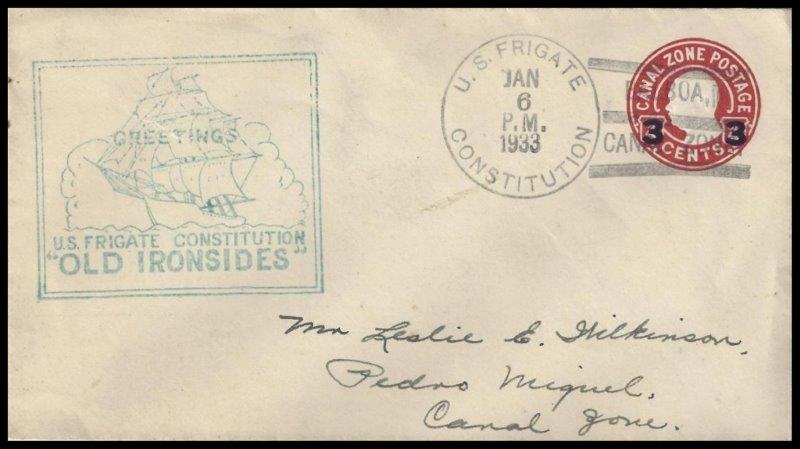 GREETINGS
U.S. FRIGATE CONSTITUTION
"OLD IRONSIDES"
U.S. FRIGATE
JAN
6
P.M.
1933
CONSTITUTION
CANAL ZONE POSTAGE
3 3
CENTS
Mr Leslie E. Wilkinson,
Pedro Miguel,
Canal Zone.